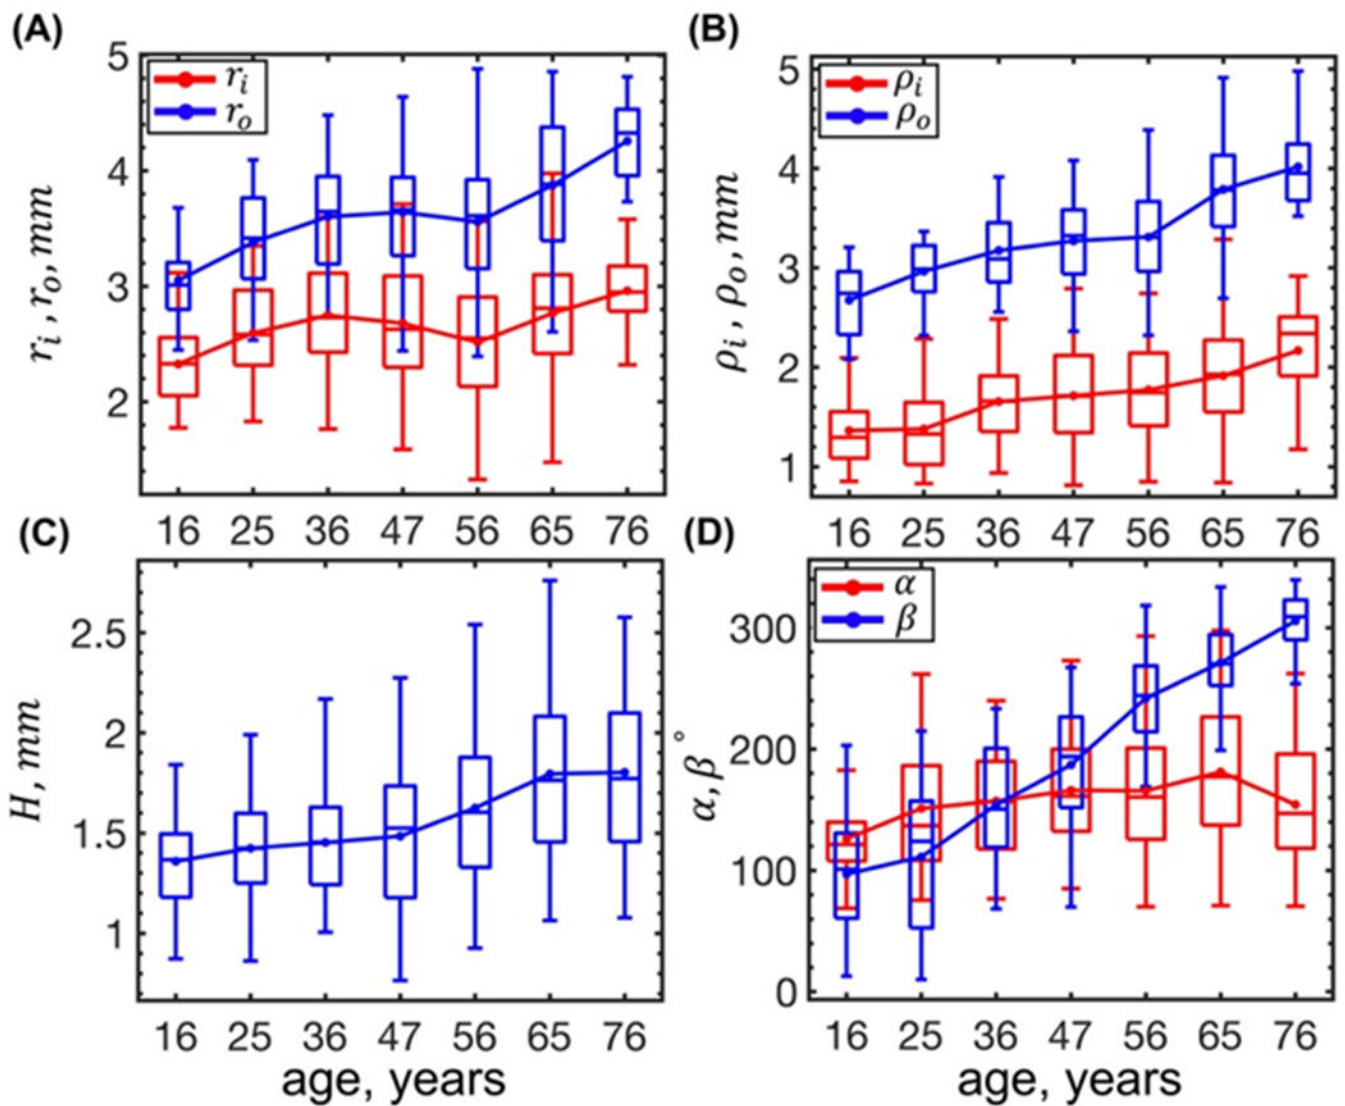 (A)
5
4
3
2
r_i, r_o, mm
r_i
r_o
16 25 36 47 56 65 76
(B)
5
4
3
2
1
ρ_i, ρ_o, mm
ρ_i
ρ_o
16 25 36 47 56 65 76
(C)
2.5
2
1.5
1
H, mm
16 25 36 47 56 65 76
age, years
(D)
300
200
100
0
α, β°
α
β
16 25 36 47 56 65 76
age, years